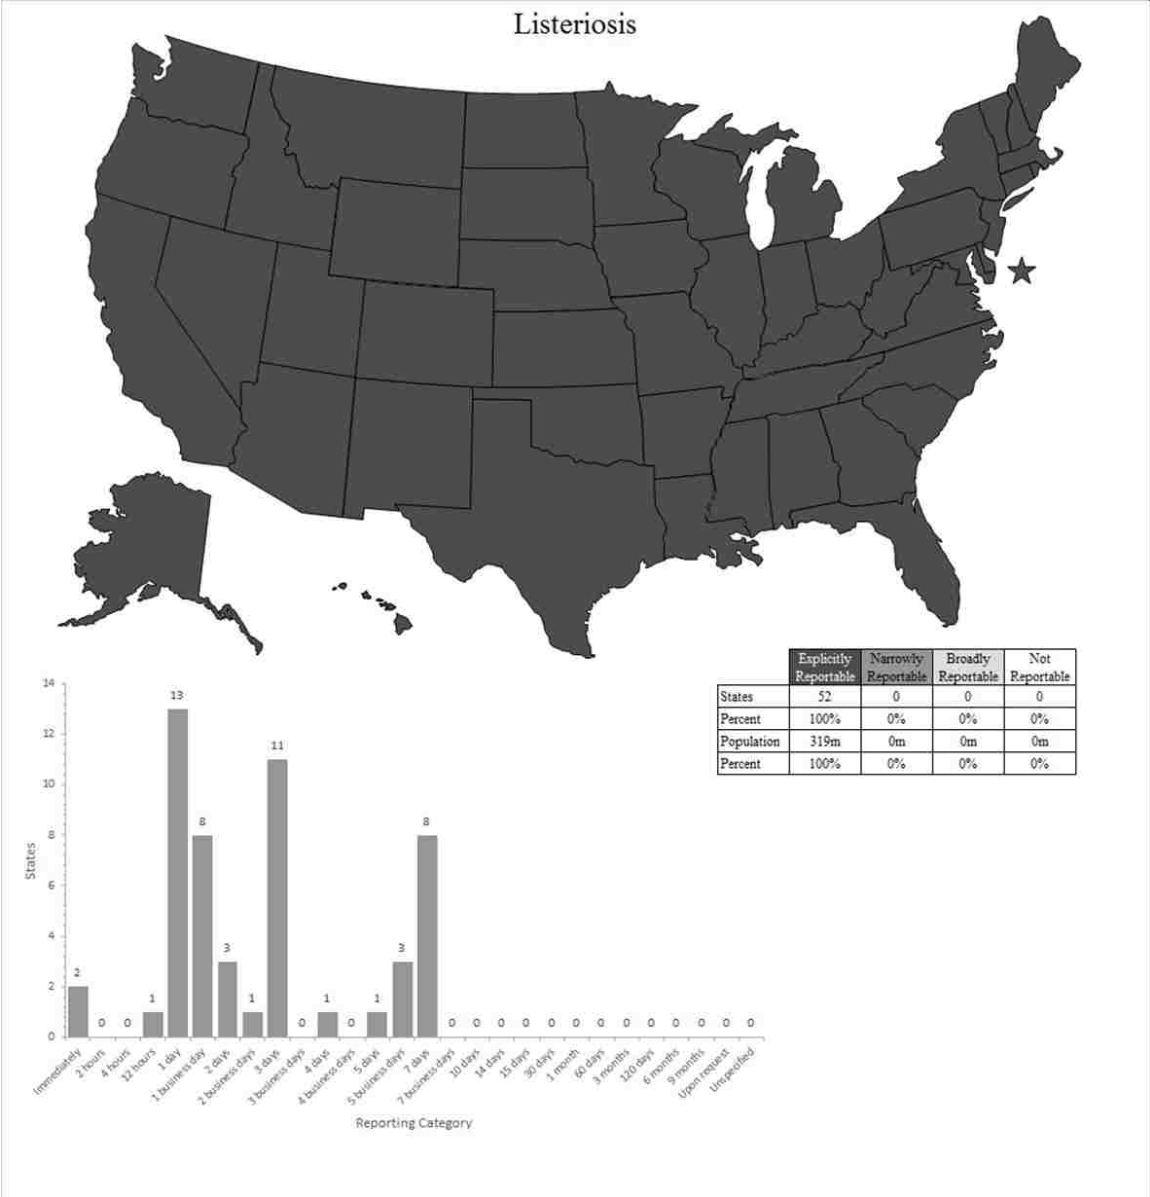 Listeriosis
Explicitly Reportable Narrowly Reportable Broadly Reportable Not Reportable
States 52 0 0 0
Percent 100% 0% 0% 0%
Population 319m 0m 0m 0m
Percent 100% 0% 0% 0%
14
12
10
8
6
4
2
0
States
2 0 0 1 13 8 3 1 11 0 1 0 1 3 8 0 0 0 0 0 0 0 0 0 0 0 0 0
Immediately
2 hours
4 hours
12 hours
1 day
1 business day
2 days
2 business days
3 days
3 business days
4 days
4 business days
5 days
5 business days
7 days
7 business days
10 days
14 days
15 days
30 days
1 month
60 days
3 months
120 days
6 months
9 months
Upon request
Unspecified
Reporting Category